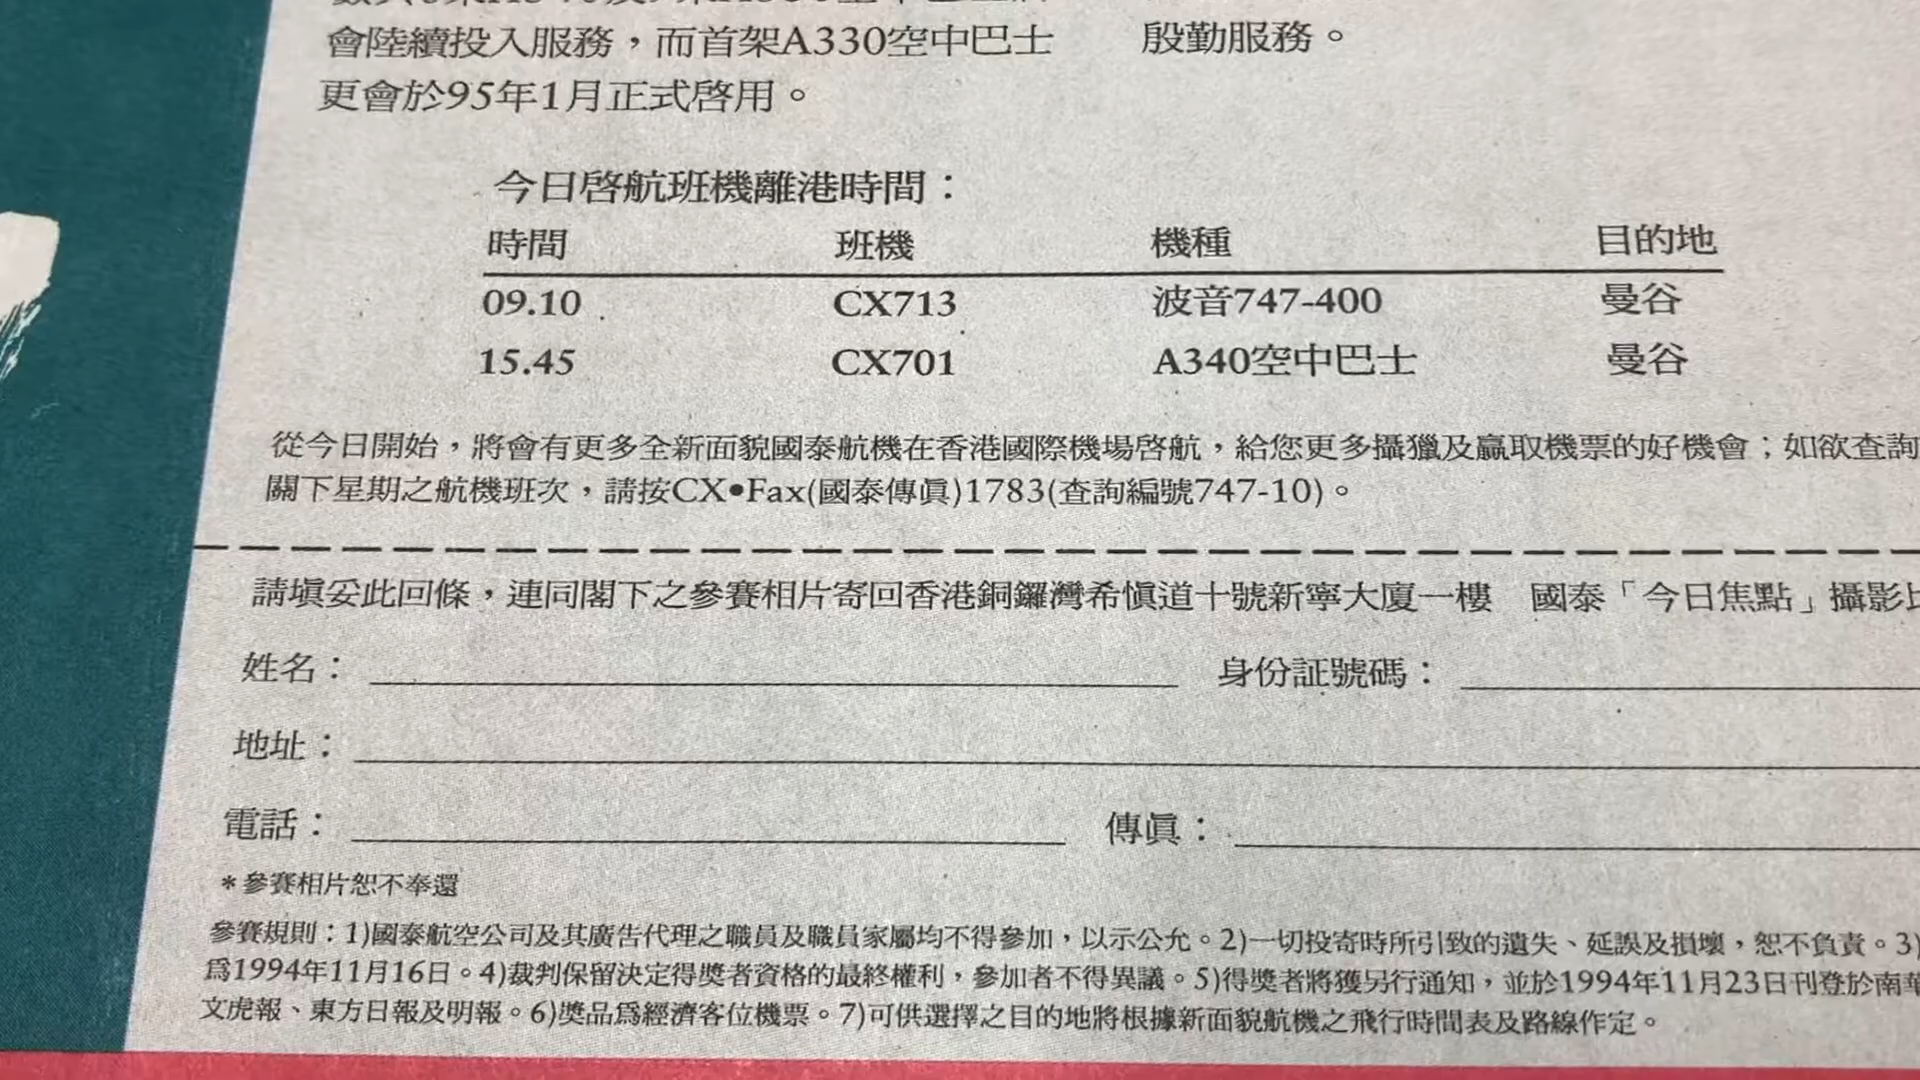 會陸續投入服務，而首架A330空中巴士
更會於95年1月正式啓用。
殷勤服務。
今日啓航班機離港時間：
時間 班機 機種 目的地
09.10 CX713 波音747-400 曼谷
15.45 CX701 A340空中巴士 曼谷
從今日開始，將會有更多全新面貌國泰航機在香港國際機場啓航，給您更多攝獵及贏取機票的好機會；如欲查詢
關下星期之航機班次，請按CX•Fax(國泰傳眞)1783(查詢編號747-10)。
請塡妥此回條，連同閣下之參賽相片寄回香港銅鑼灣希愼道十號新寧大廈一樓 國泰「今日焦點」攝影比
姓名：
身份証號碼：
地址：
電話：
傳眞：
*參賽相片恕不奉還
參賽規則：1)國泰航空公司及其廣告代理之職員及職員家屬均不得參加，以示公允。2)一切投寄時所引致的遺失、延誤及損壞，恕不負責。3)
爲1994年11月16日。4)裁判保留決定得獎者資格的最終權利，參加者不得異議。5)得獎者將獲另行通知，並於1994年11月23日刊登於南華
文虎報、東方日報及明報。6)獎品爲經濟客位機票。7)可供選擇之目的地將根據新面貌航機之飛行時間表及路線作定。